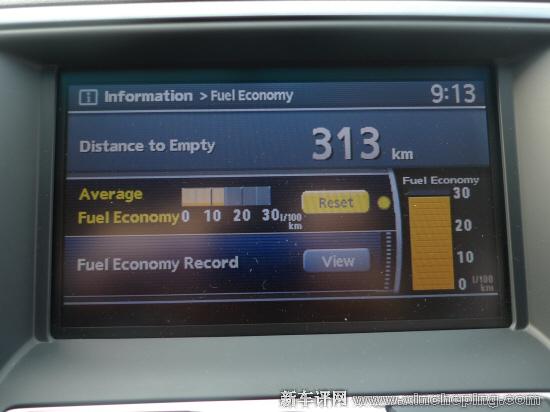 i Information > Fuel Economy 9:13
Distance to Empty 313 km
Average
Fuel Economy
0 10 20 30 l/100 km
Reset
Fuel Economy
30
20
10
0 l/100 km
Fuel Economy Record View
新车评网 www.xincheping.com